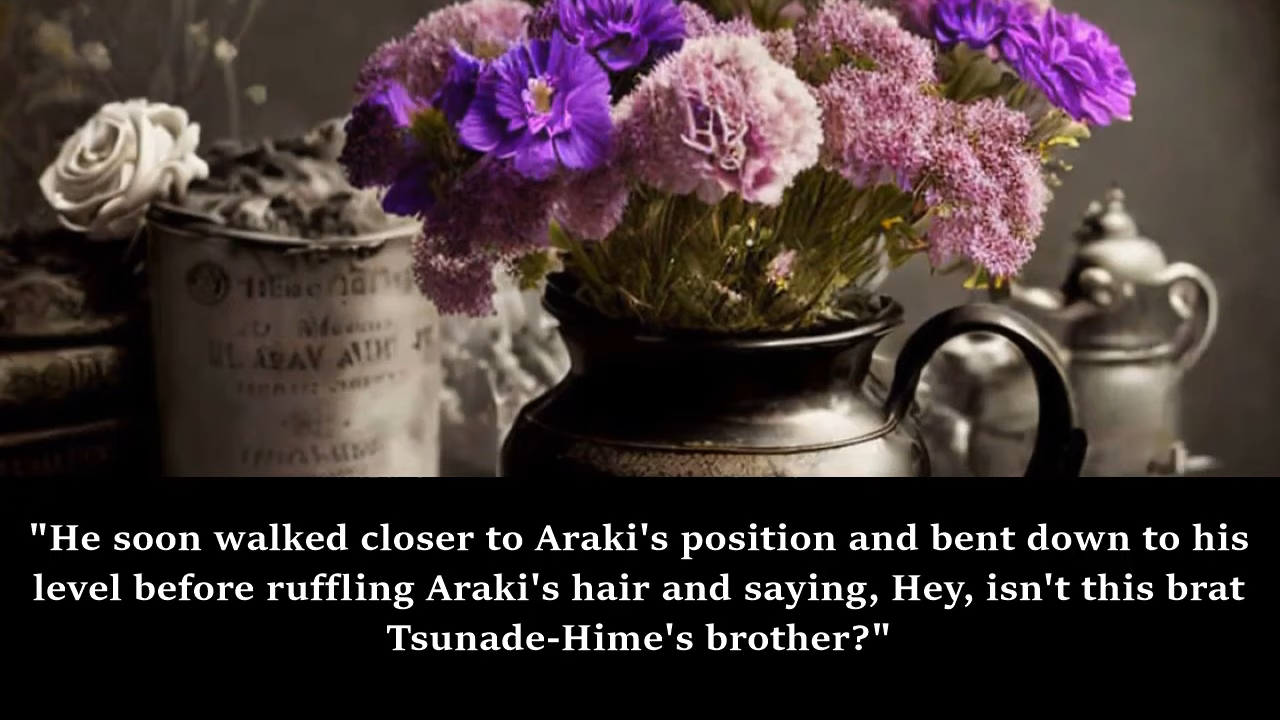 "He soon walked closer to Araki's position and bent down to his
level before ruffling Araki's hair and saying, Hey, isn't this brat
Tsunade-Hime's brother?"